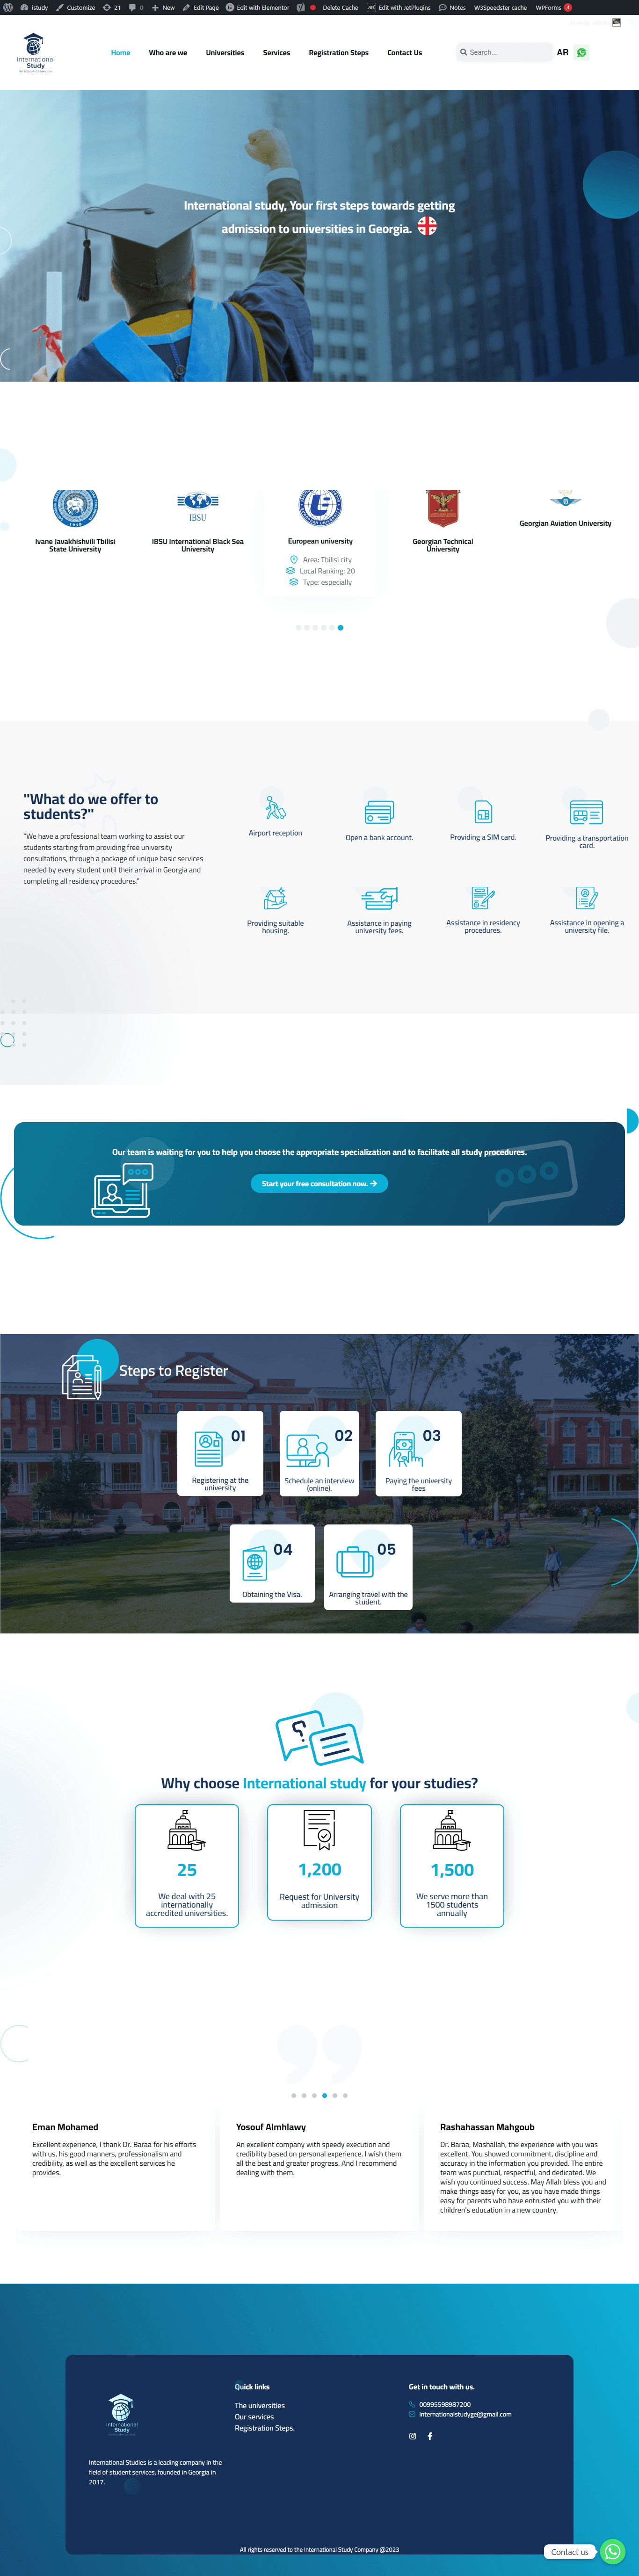 istudy Customize 21 0 New Edit Page Edit with Elementor Delete Cache Edit with JetPlugins Notes W3Speedster cache WPForms 4
International
Study
Home Who are we Universities Services Registration Steps Contact Us Search... AR
International study, Your first steps towards getting
admission to universities in Georgia.
Ivane Javakhishvili Tbilisi
State University
IBSU
IBSU International Black Sea
University
European university
Area: Tbilisi city
Local Ranking: 20
Type: especially
Georgian Technical
University
Georgian Aviation University
"What do we offer to
students?"
"We have a professional team working to assist our
students starting from providing free university
consultations, through a package of unique basic services
needed by every student until their arrival in Georgia and
completing all residency procedures."
Airport reception
Open a bank account.
Providing a SIM card.
Providing a transportation
card.
Providing suitable
housing.
Assistance in paying
university fees.
Assistance in residency
procedures.
Assistance in opening a
university file.
Our team is waiting for you to help you choose the appropriate specialization and to facilitate all study procedures.
Start your free consultation now.
Steps to Register
01
Registering at the
university
02
Schedule an interview
(online).
03
Paying the university
fees
04
Obtaining the Visa.
05
Arranging travel with the
student.
Why choose International study for your studies?
25
We deal with 25
internationally
accredited universities.
1,200
Request for University
admission
1,500
We serve more than
1500 students
annually
Eman Mohamed
Excellent experience, I thank Dr. Baraa for his efforts
with us, his good manners, professionalism and
credibility, as well as the excellent services he
provides.
Yosouf Almhlawy
An excellent company with speedy execution and
credibility based on personal experience. I wish them
all the best and greater progress. And I recommend
dealing with them.
Rashahassan Mahgoub
Dr. Baraa, Mashallah, the experience with you was
excellent. You showed commitment, discipline and
accuracy in the information you provided. The entire
team was punctual, respectful, and dedicated. We
wish you continued success. May Allah bless you and
make things easy for you, as you have made things
easy for parents who have entrusted you with their
children's education in a new country.
International
Study
International Studies is a leading company in the
field of student services, founded in Georgia in
2017.
Quick links
The universities
Our services
Registration Steps.
Get in touch with us.
00995598987200
internationalstudyge@gmail.com
All rights reserved to the International Study Company @2023
Contact us